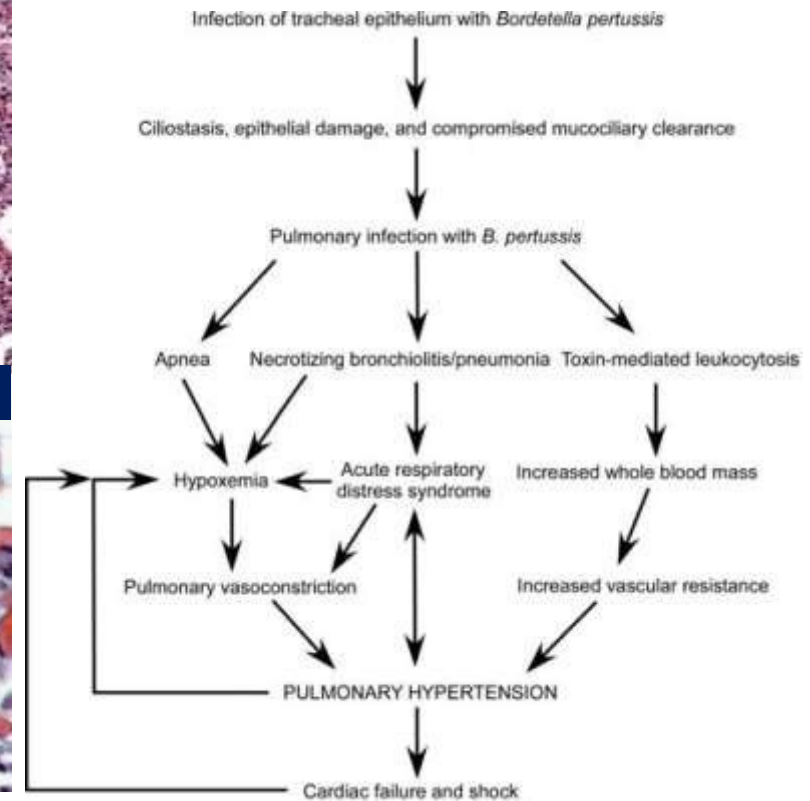 Infection of tracheal epithelium with Bordetella pertussis
Ciliostasis, epithelial damage, and compromised mucociliary clearance
Pulmonary infection with B. pertussis
Apnea
Necrotizing bronchiolitis/pneumonia
Toxin-mediated leukocytosis
Hypoxemia
Acute respiratory
distress syndrome
Increased whole blood mass
Pulmonary vasoconstriction
Increased vascular resistance
PULMONARY HYPERTENSION
Cardiac failure and shock